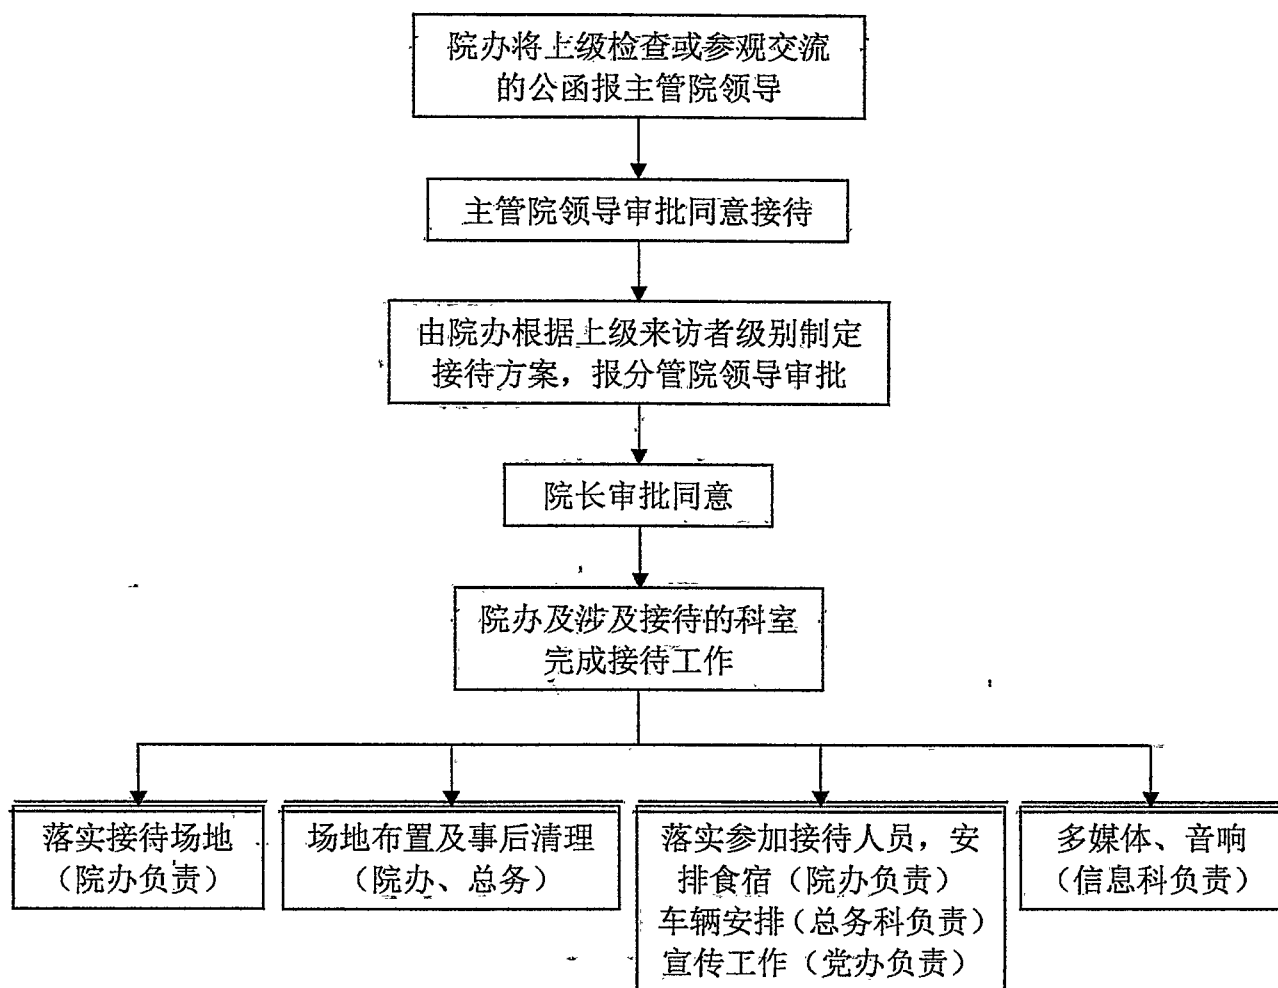 院办将上级检查或参观交流
的公函报主管院领导
主管院领导审批同意接待
由院办根据上级来访者级别制定
接待方案，报分管院领导审批
院长审批同意
院办及涉及接待的科室
完成接待工作
落实接待场地
（院办负责）
场地布置及事后清理
（院办、总务）
落实参加接待人员，安
排食宿（院办负责）
车辆安排（总务科负责）
宣传工作（党办负责）
多媒体、音响
（信息科负责）